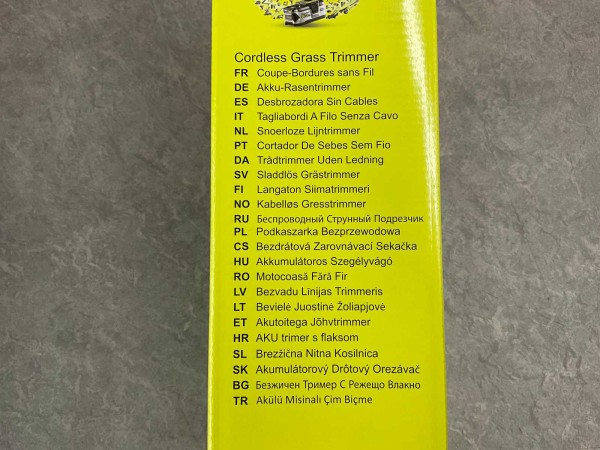 Cordless Grass Trimmer
FR Coupe-Bordures sans Fil
DE Akku-Rasentrimmer
ES Desbrozadora Sin Cables
IT Tagliabordi A Filo Senza Cavo
NL Snoerloze Lijntrimmer
PT Cortador De Sebes Sem Fio
DA Trådtrimmer Uden Ledning
SV Sladdlös Grästrimmer
FI Langaton Siimatrimmeri
NO Kabelløs Gresstrimmer
RU Беспроводный Струнный Подрезчик
PL Podkaszarka Bezprzewodowa
CS Bezdrátová Zarovnávací Sekačka
HU Akkumulátoros Szegélyvágó
RO Motocoasă Fără Fir
LV Bezvadu Līnijas Trimmeris
LT Bevielė Juostinė Žoliapjovė
ET Akutoitega Jõhvtrimmer
HR AKU trimer s flaksom
SL Brezžična Nitna Kosilnica
SK Akumulátorový Drôtový Orezávač
BG Безжичен Тример С Режещо Влакно
TR Akülü Misinalı Çim Biçme